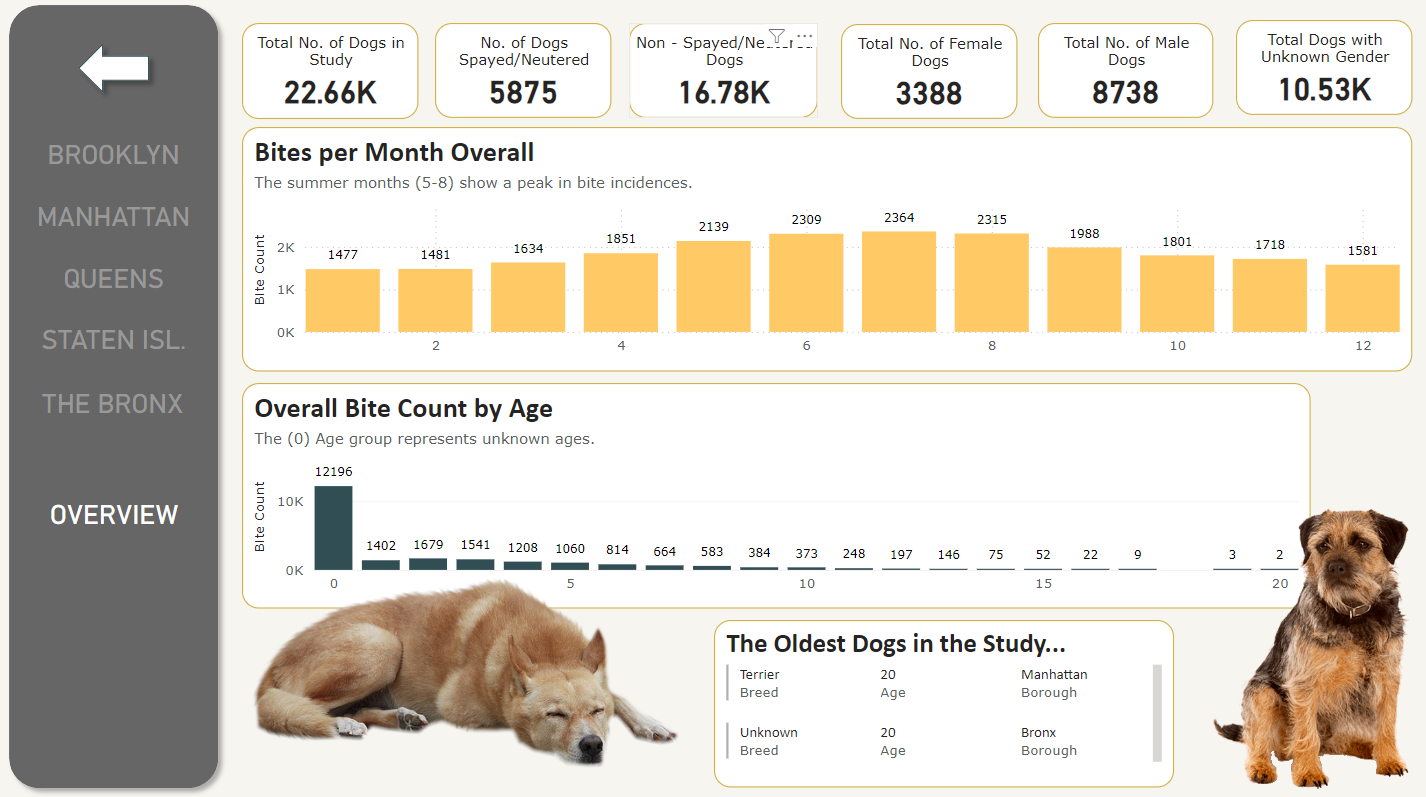 BROOKLYN
MANHATTAN
QUEENS
STATEN ISL.
THE BRONX
OVERVIEW
Total No. of Dogs in
Study
22.66K
No. of Dogs
Spayed/Neutered
5875
Non - Spayed/Neutered
Dogs
16.78K
Total No. of Female
Dogs
3388
Total No. of Male
Dogs
8738
Total Dogs with
Unknown Gender
10.53K
Bites per Month Overall
The summer months (5-8) show a peak in bite incidences.
BIte Count
2K
1K
0K
1477
1481
1634
1851
2139
2309
2364
2315
1988
1801
1718
1581
2
4
6
8
10
12
Overall Bite Count by Age
The (0) Age group represents unknown ages.
BIte Count
10K
0K
12196
1402
1679
1541
1208
1060
814
664
583
384
373
248
197
146
75
52
22
9
3
2
0
5
10
15
20
The Oldest Dogs in the Study...
Terrier 20 Manhattan
Breed Age Borough
Unknown 20 Bronx
Breed Age Borough